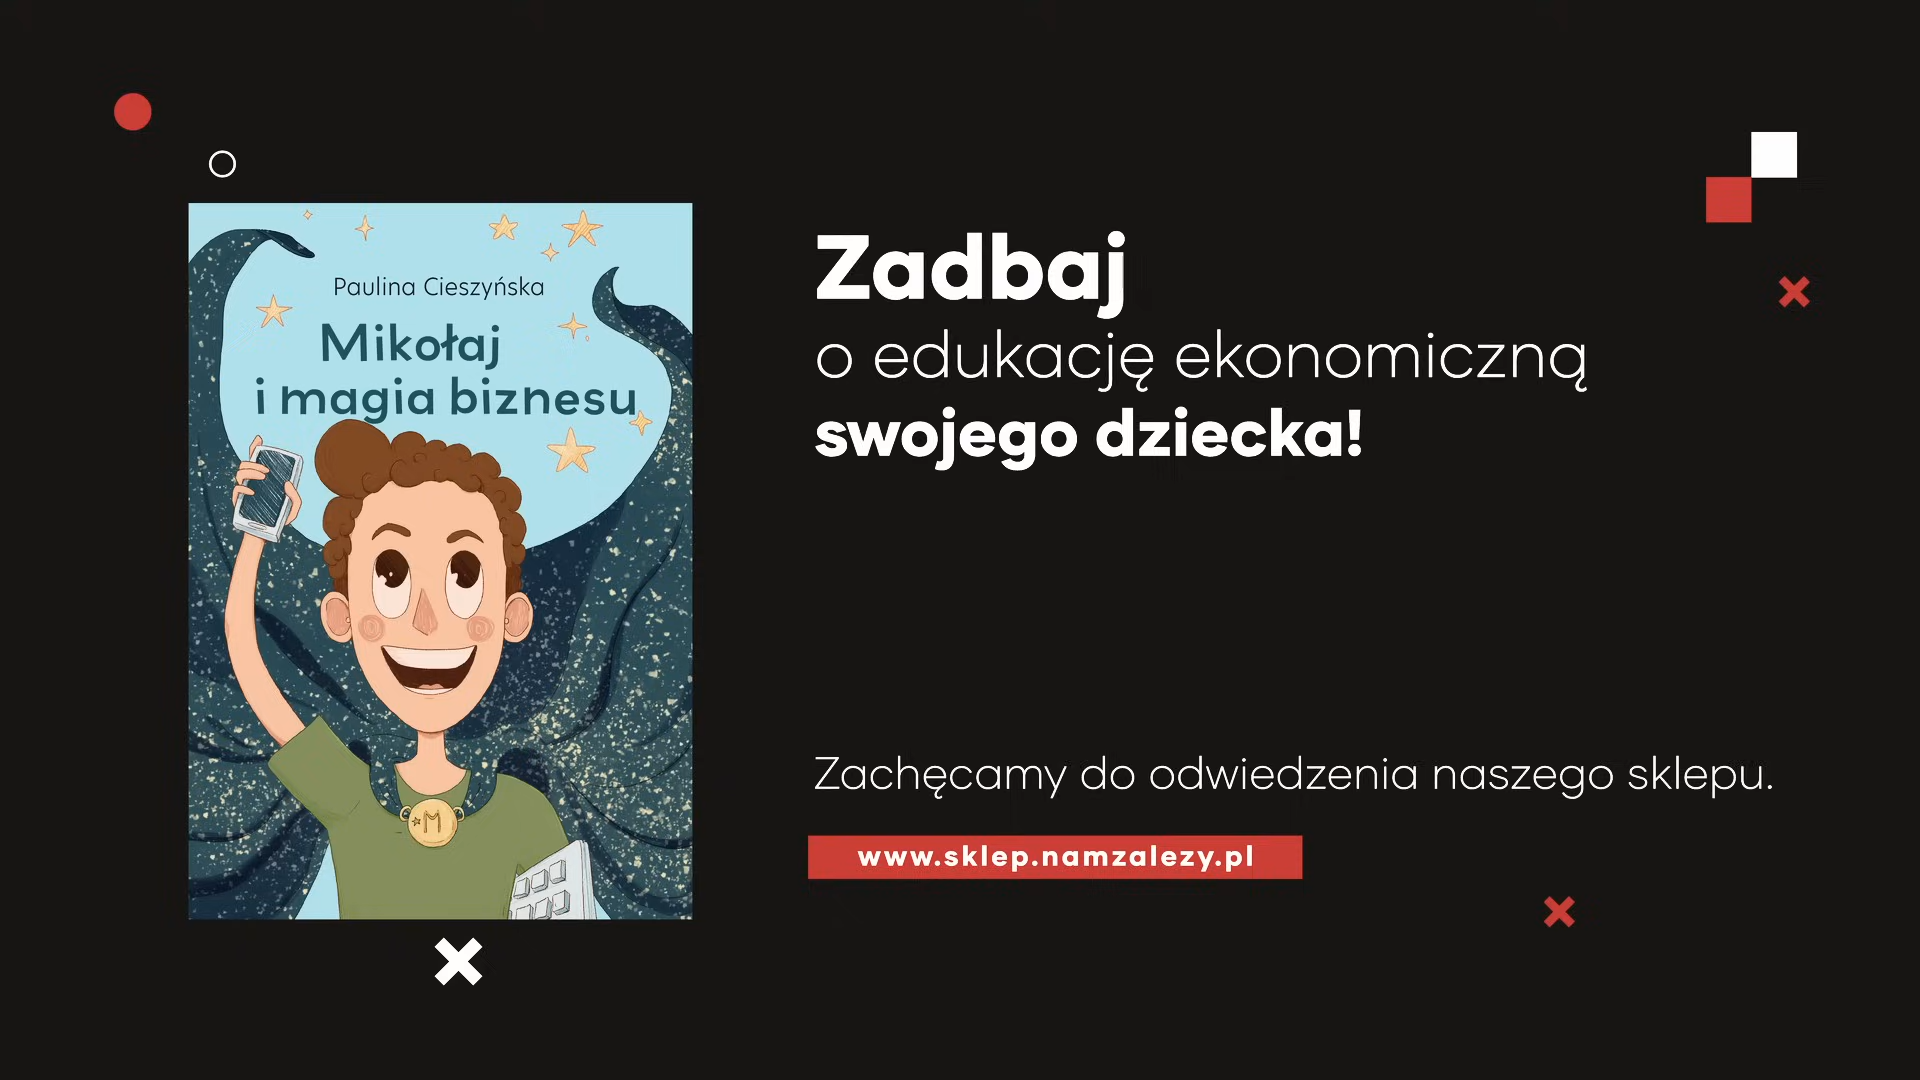 Paulina Cieszyńska
Mikołaj
i magia biznesu
M
Zadbaj
o edukację ekonomiczną
swojego dziecka!
Zachęcamy do odwiedzenia naszego sklepu.
www.sklep.namzalezy.pl